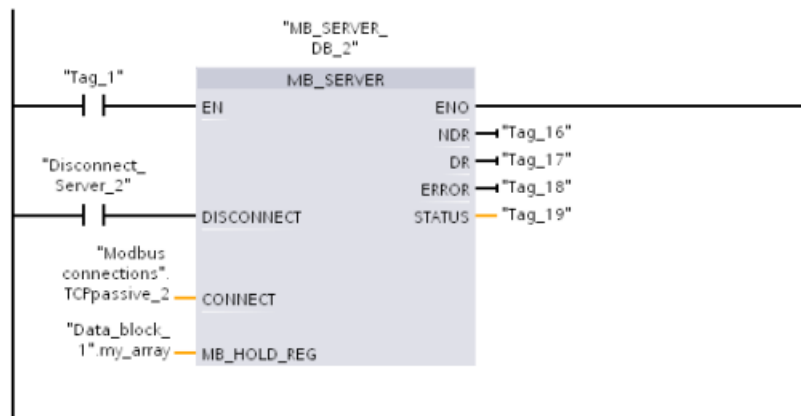 "MB_SERVER_
DB_2"
"Tag_1"
MB_SERVER
EN
ENO
NDR
"Tag_16"
DR
"Tag_17"
"Disconnect_
Server_2"
ERROR
"Tag_18"
DISCONNECT
STATUS
"Tag_19"
"Modbus
connections".
TCPpassive_2
CONNECT
"Data_block_
1".my_array
MB_HOLD_REG